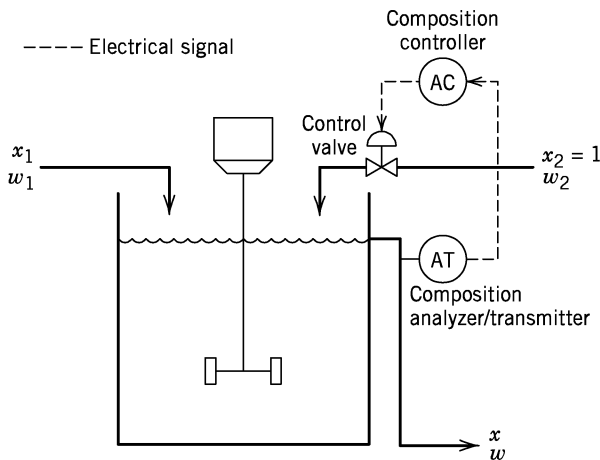 Composition
controller
Electrical signal
AC
Control
valve
x1
w1
x2 = 1
w2
AT
Composition
analyzer/transmitter
x
w